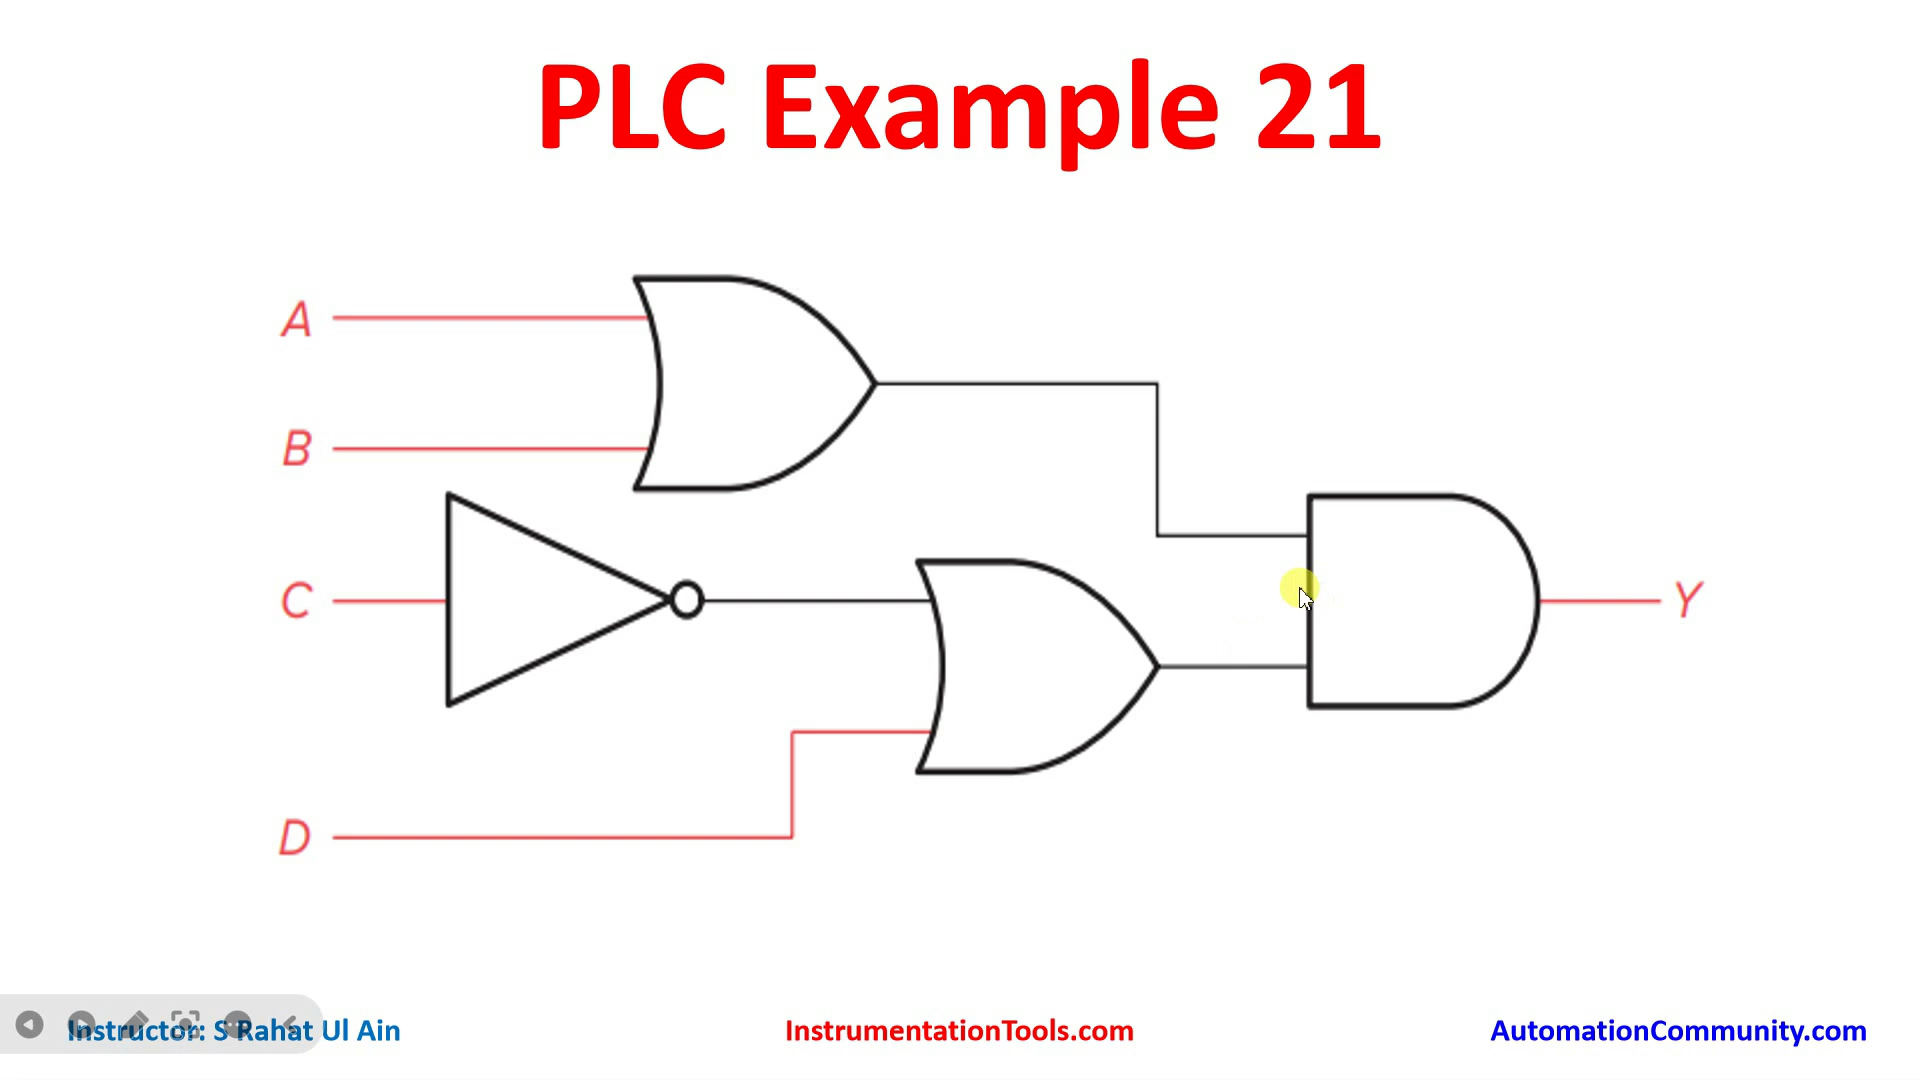 PLC Example 21
A
B
C
Y
D
Instructor: S Rahat Ul Ain
InstrumentationTools.com
AutomationCommunity.com